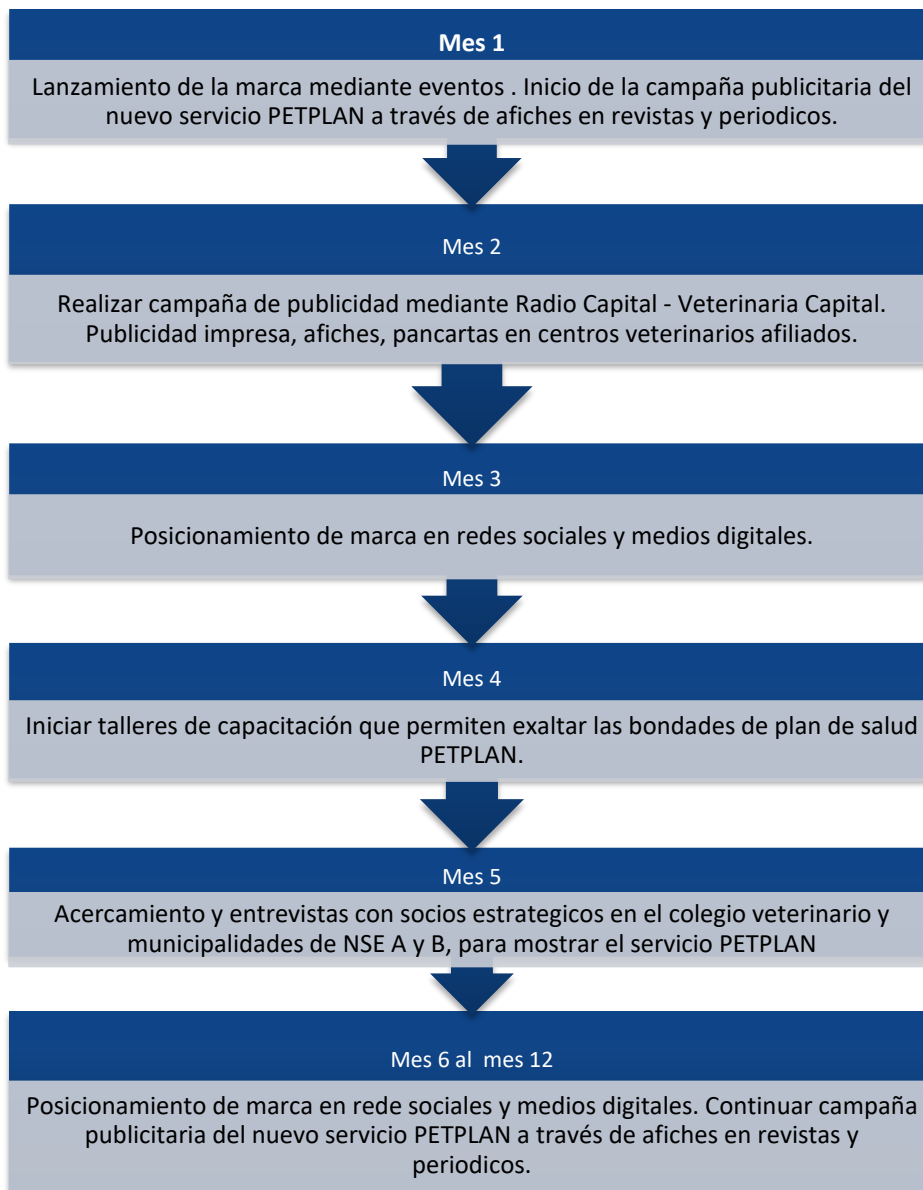 Mes 1
Lanzamiento de la marca mediante eventos . Inicio de la campaña publicitaria del
nuevo servicio PETPLAN a través de afiches en revistas y periodicos.
Mes 2
Realizar campaña de publicidad mediante Radio Capital - Veterinaria Capital.
Publicidad impresa, afiches, pancartas en centros veterinarios afiliados.
Mes 3
Posicionamiento de marca en redes sociales y medios digitales.
Mes 4
Iniciar talleres de capacitación que permiten exaltar las bondades de plan de salud
PETPLAN.
Mes 5
Acercamiento y entrevistas con socios estrategicos en el colegio veterinario y
municipalidades de NSE A y B, para mostrar el servicio PETPLAN
Mes 6 al mes 12
Posicionamiento de marca en rede sociales y medios digitales. Continuar campaña
publicitaria del nuevo servicio PETPLAN a través de afiches en revistas y
periodicos.